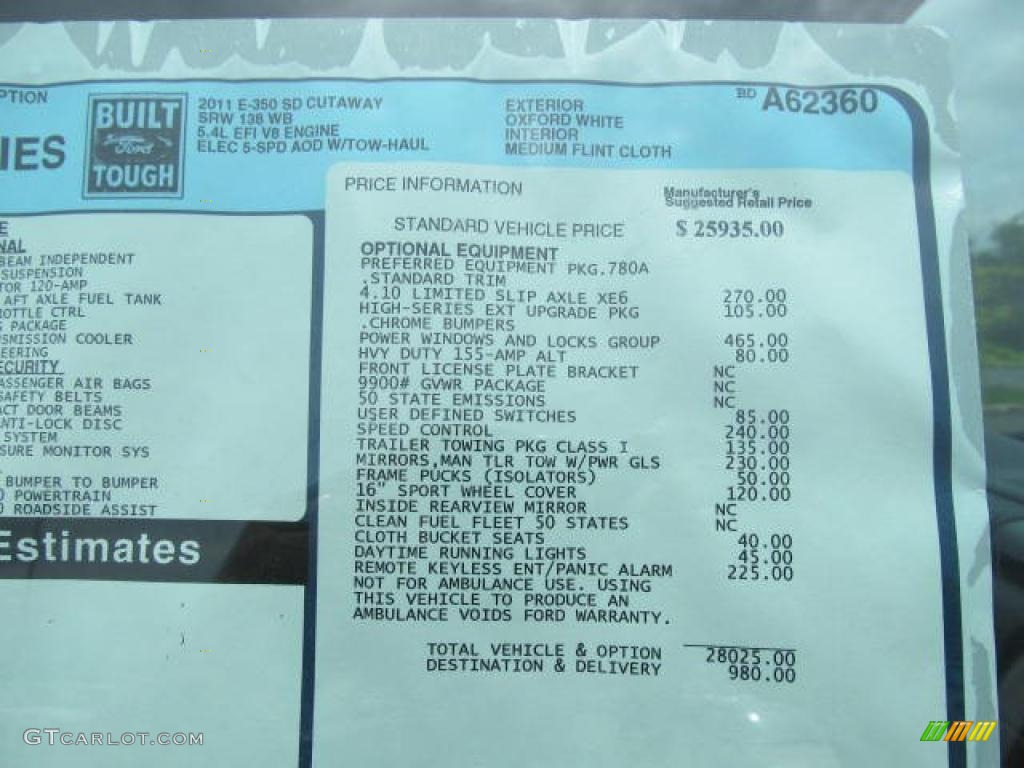 PTION
IES
BUILT
Ford
TOUGH
2011 E-350 SD CUTAWAY
SRW 138 WB
5.4L EFI V8 ENGINE
ELEC 5-SPD AOD W/TOW-HAUL
EXTERIOR
OXFORD WHITE
INTERIOR
MEDIUM FLINT CLOTH
BD A62360
E
NAL
BEAM INDEPENDENT
SUSPENSION
TOR 120-AMP
AFT AXLE FUEL TANK
ROTTLE CTRL
G PACKAGE
SMISSION COOLER
EERING
ECURITY
ASSENGER AIR BAGS
SAFETY BELTS
ACT DOOR BEAMS
NTI-LOCK DISC
SYSTEM
SURE MONITOR SYS
BUMPER TO BUMPER
0 POWERTRAIN
0 ROADSIDE ASSIST
Estimates
PRICE INFORMATION
Manufacturer's
Suggested Retail Price
STANDARD VEHICLE PRICE $ 25935.00
OPTIONAL EQUIPMENT
PREFERRED EQUIPMENT PKG.780A
.STANDARD TRIM
4.10 LIMITED SLIP AXLE XE6 270.00
HIGH-SERIES EXT UPGRADE PKG 105.00
.CHROME BUMPERS
POWER WINDOWS AND LOCKS GROUP 465.00
HVY DUTY 155-AMP ALT 80.00
FRONT LICENSE PLATE BRACKET NC
9900# GVWR PACKAGE NC
50 STATE EMISSIONS NC
USER DEFINED SWITCHES 85.00
SPEED CONTROL 240.00
TRAILER TOWING PKG CLASS I 135.00
MIRRORS,MAN TLR TOW W/PWR GLS 230.00
FRAME PUCKS (ISOLATORS) 50.00
16" SPORT WHEEL COVER 120.00
INSIDE REARVIEW MIRROR NC
CLEAN FUEL FLEET 50 STATES NC
CLOTH BUCKET SEATS 40.00
DAYTIME RUNNING LIGHTS 45.00
REMOTE KEYLESS ENT/PANIC ALARM 225.00
NOT FOR AMBULANCE USE. USING
THIS VEHICLE TO PRODUCE AN
AMBULANCE VOIDS FORD WARRANTY.
TOTAL VEHICLE & OPTION 28025.00
DESTINATION & DELIVERY 980.00
GTCARLOT.COM